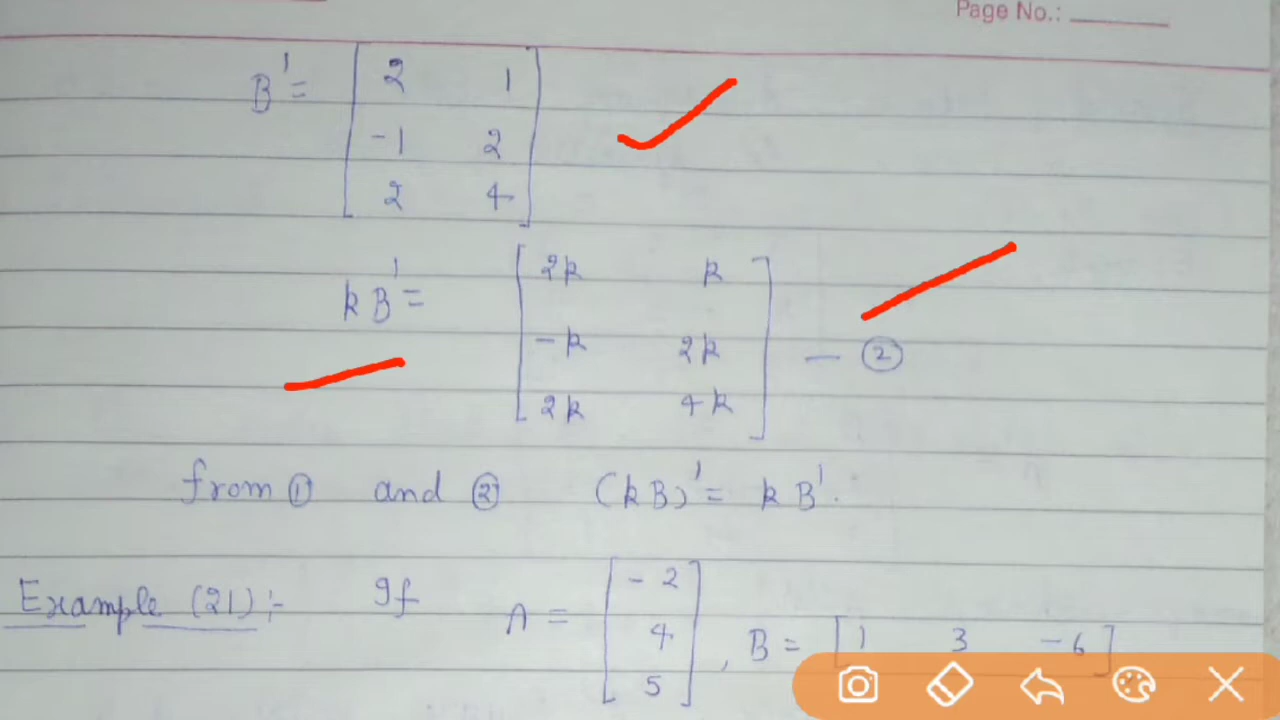 Page No.:
B' = [ 2 1
-1 2
2 4 ]
kB' = [ 2k k
-k 2k
2k 4k ] — ②
from ① and ② (kB)' = kB'.
Example (21):- If A = [ -2
4
5 ] , B = [ 1 3 -6 ]